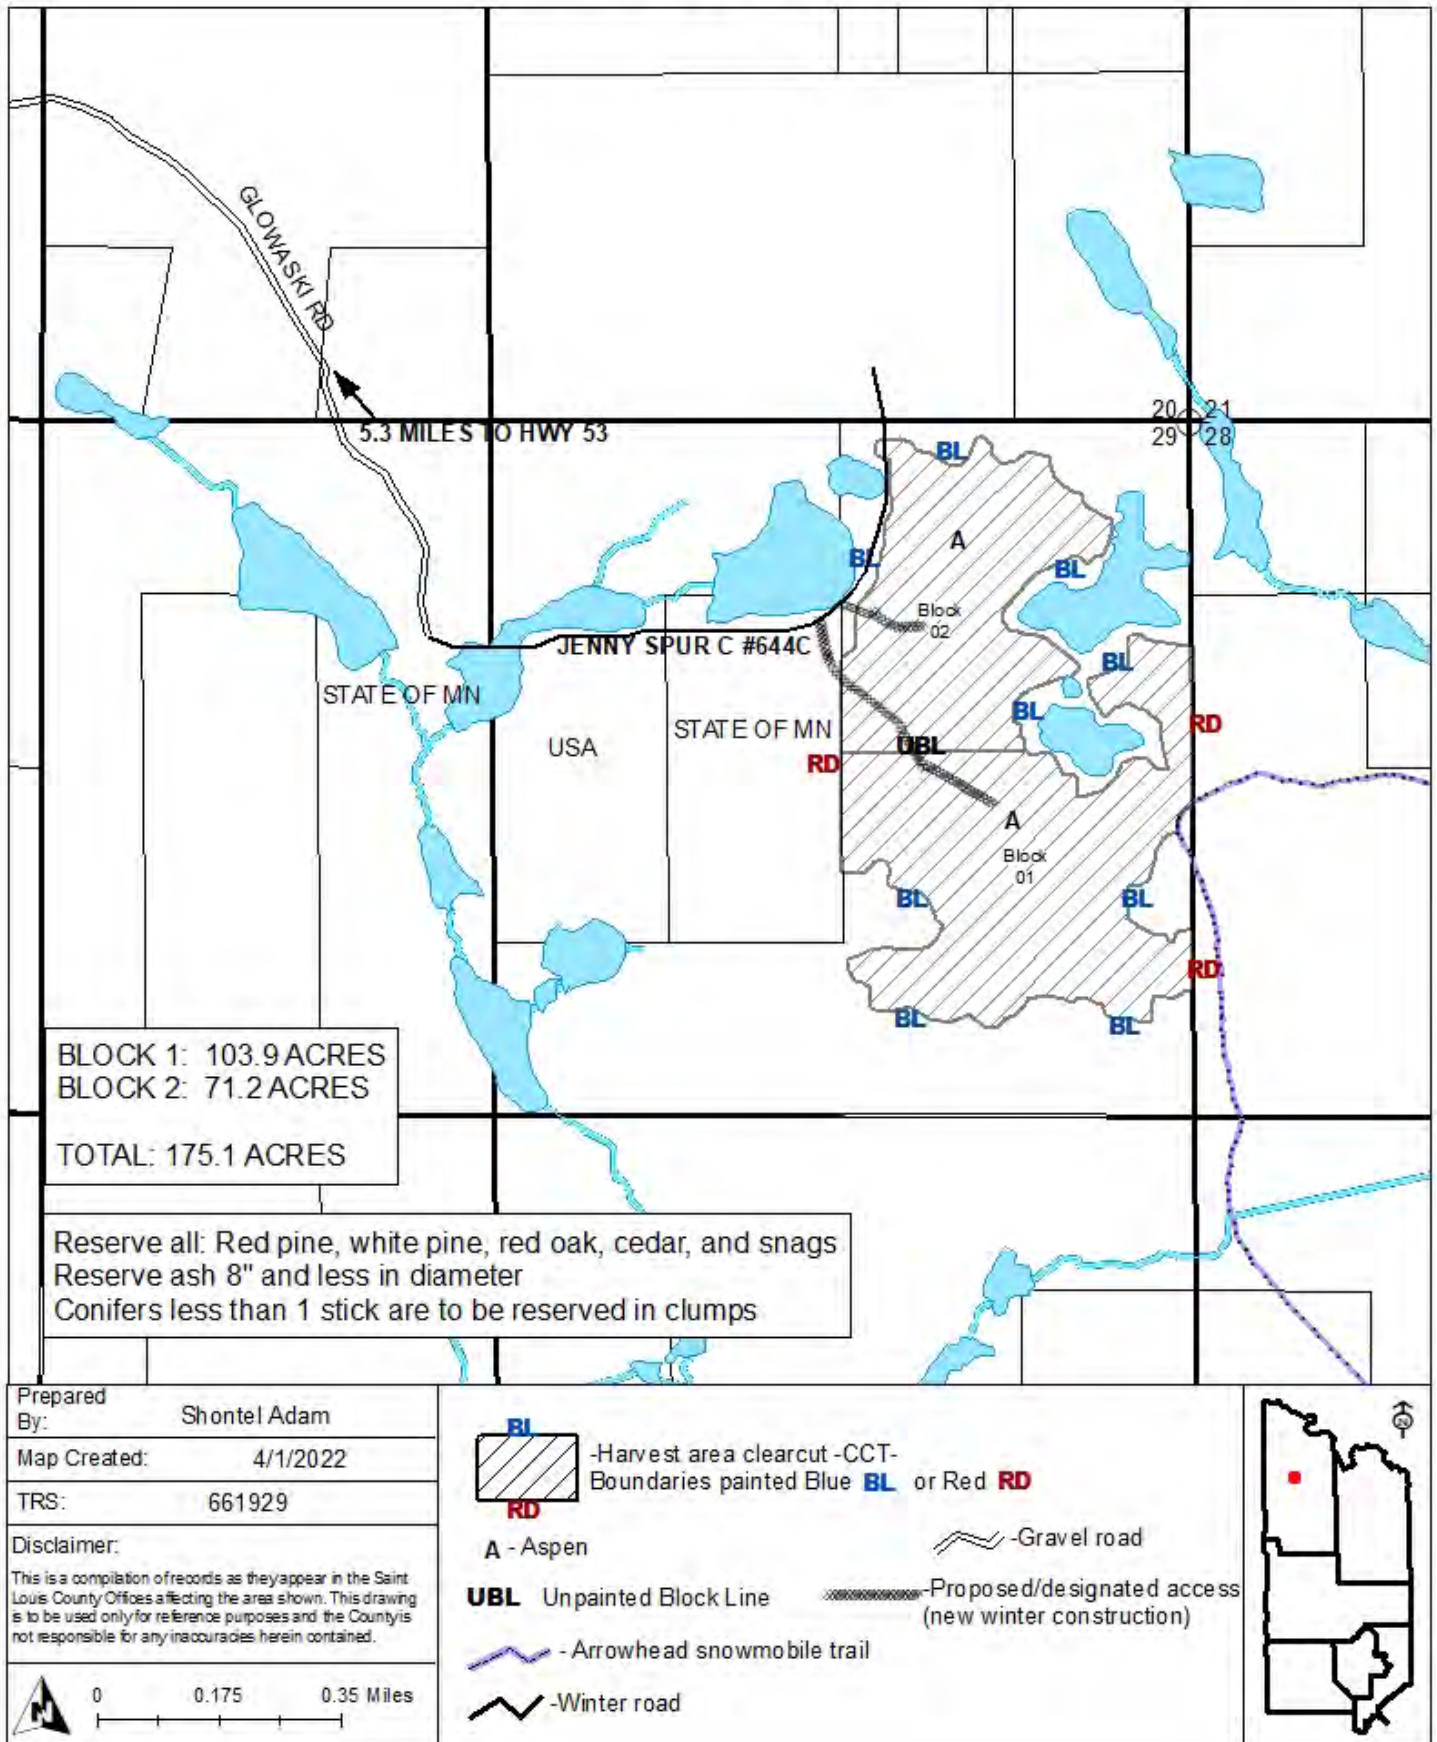 GLOWASKI RD
5.3 MILES TO HWY 53
20 21
29 28
BL
A
BL
BL
Block
02
JENNY SPUR C #644C
BL
STATE OF MN
BL
STATE OF MN
RD
USA
UBL
RD
A
Block
01
BL
BL
RD
BL
BL
BLOCK 1: 103.9 ACRES
BLOCK 2: 71.2 ACRES
TOTAL: 175.1 ACRES
Reserve all: Red pine, white pine, red oak, cedar, and snags
Reserve ash 8" and less in diameter
Conifers less than 1 stick are to be reserved in clumps
Prepared
By: Shontel Adam
Map Created: 4/1/2022
TRS: 661929
Disclaimer:
This is a compilation of records as they appear in the Saint
Louis County Offices affecting the area shown. This drawing
is to be used only for reference purposes and the County is
not responsible for any inaccuracies herein contained.
N
0 0.175 0.35 Miles
BL
-Harvest area clearcut -CCT-
Boundaries painted Blue BL or Red RD
RD
A - Aspen
-Gravel road
UBL Unpainted Block Line
-Proposed/designated access
(new winter construction)
- Arrowhead snowmobile trail
-Winter road